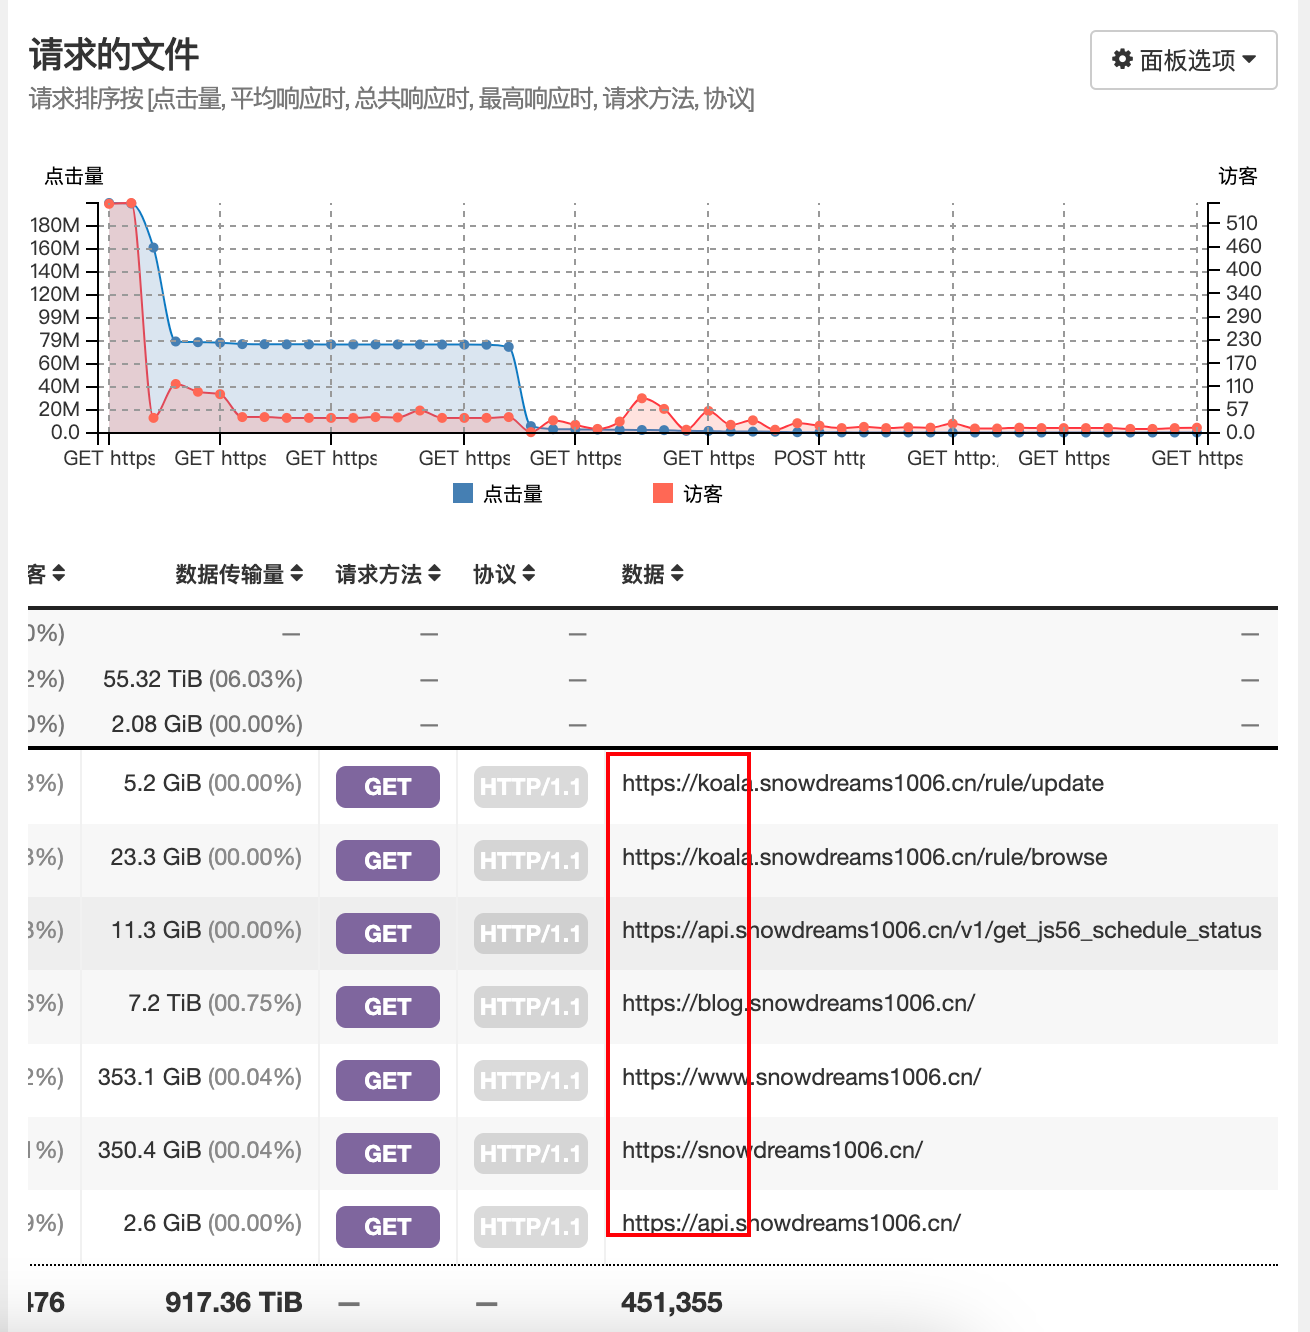 请求的文件
面板选项
请求排序按 [点击量, 平均响应时, 总共响应时, 最高响应时, 请求方法, 协议]
点击量 访客
180M 510
160M 460
140M 400
120M 340
99M 290
79M 230
60M 170
40M 110
20M 57
0.0 0.0
GET https GET https GET https GET https GET https GET https POST http GET http: GET https GET https
点击量 访客
客 数据传输量 请求方法 协议 数据
0%) — — — —
2%) 55.32 TiB (06.03%) — — —
0%) 2.08 GiB (00.00%) — — —
3%) 5.2 GiB (00.00%) GET HTTP/1.1 https://koala.snowdreams1006.cn/rule/update
3%) 23.3 GiB (00.00%) GET HTTP/1.1 https://koala.snowdreams1006.cn/rule/browse
3%) 11.3 GiB (00.00%) GET HTTP/1.1 https://api.snowdreams1006.cn/v1/get_js56_schedule_status
6%) 7.2 TiB (00.75%) GET HTTP/1.1 https://blog.snowdreams1006.cn/
2%) 353.1 GiB (00.04%) GET HTTP/1.1 https://www.snowdreams1006.cn/
1%) 350.4 GiB (00.04%) GET HTTP/1.1 https://snowdreams1006.cn/
9%) 2.6 GiB (00.00%) GET HTTP/1.1 https://api.snowdreams1006.cn/
476 917.36 TiB — — 451,355